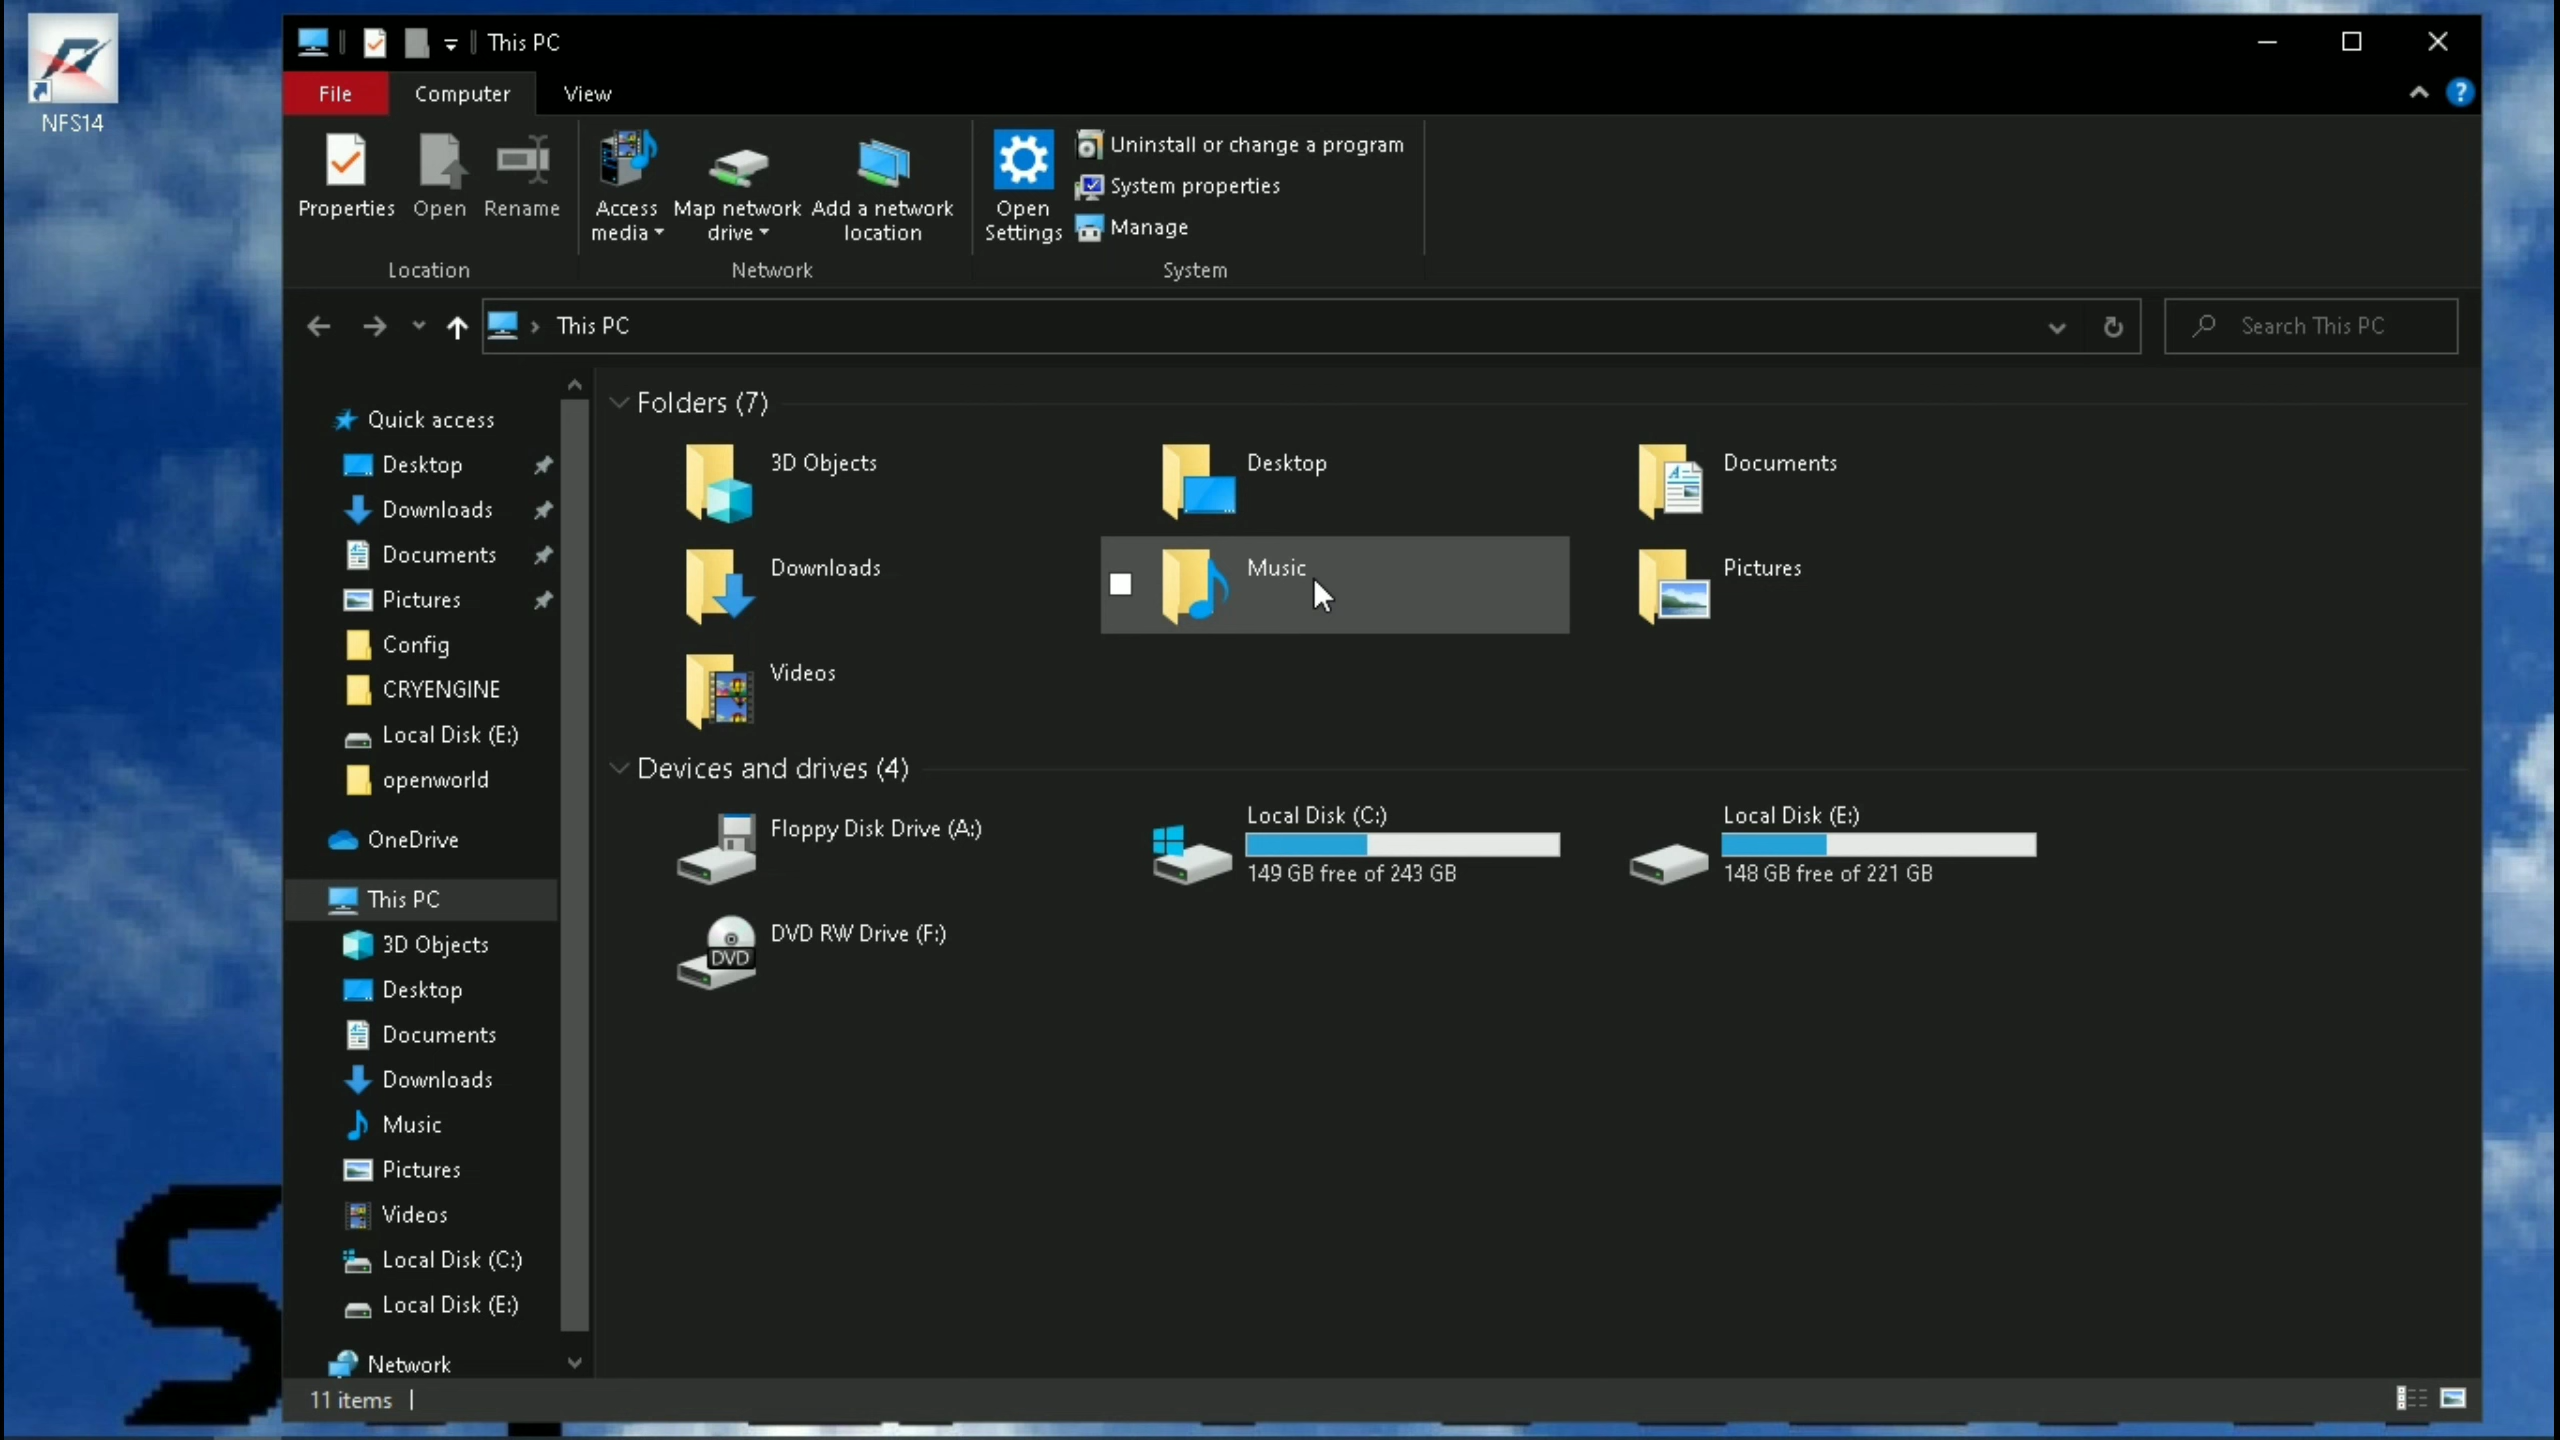 NFS14
This PC
File Computer View
Properties Open Rename
Access media Map network drive Add a network location
Open Settings
Uninstall or change a program
System properties
Manage
Location Network System
This PC
Search This PC
Quick access
Desktop
Downloads
Documents
Pictures
Config
CRYENGINE
Local Disk (E:)
openworld
OneDrive
This PC
3D Objects
Desktop
Documents
Downloads
Music
Pictures
Videos
Local Disk (C:)
Local Disk (E:)
Network
Folders (7)
3D Objects Desktop Documents
Downloads Music Pictures
Videos
Devices and drives (4)
Floppy Disk Drive (A:)
Local Disk (C:)
149 GB free of 243 GB
Local Disk (E:)
148 GB free of 221 GB
DVD RW Drive (F:)
DVD
11 items